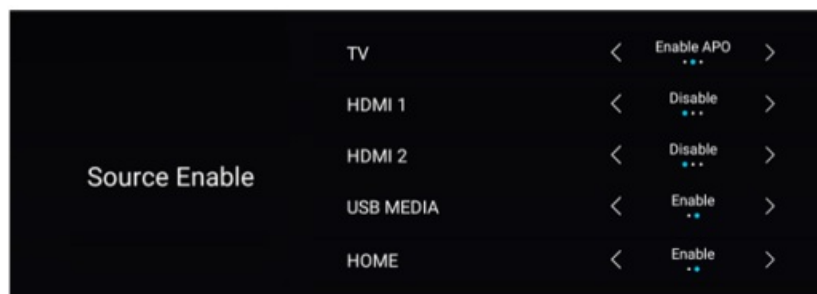 Source Enable
TV < Enable APO >
HDMI 1 < Disable >
HDMI 2 < Disable >
USB MEDIA < Enable >
HOME < Enable >